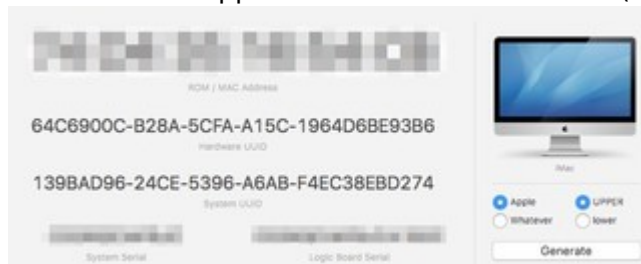 ROM / MAC Address
64C6900C-B28A-5CFA-A15C-1964D6BE93B6
Hardware UUID
139BAD96-24CE-5396-A6AB-F4EC38EBD274
System UUID
System Serial
Logic Board Serial
iMac
Apple
UPPER
Whatever
lower
Generate